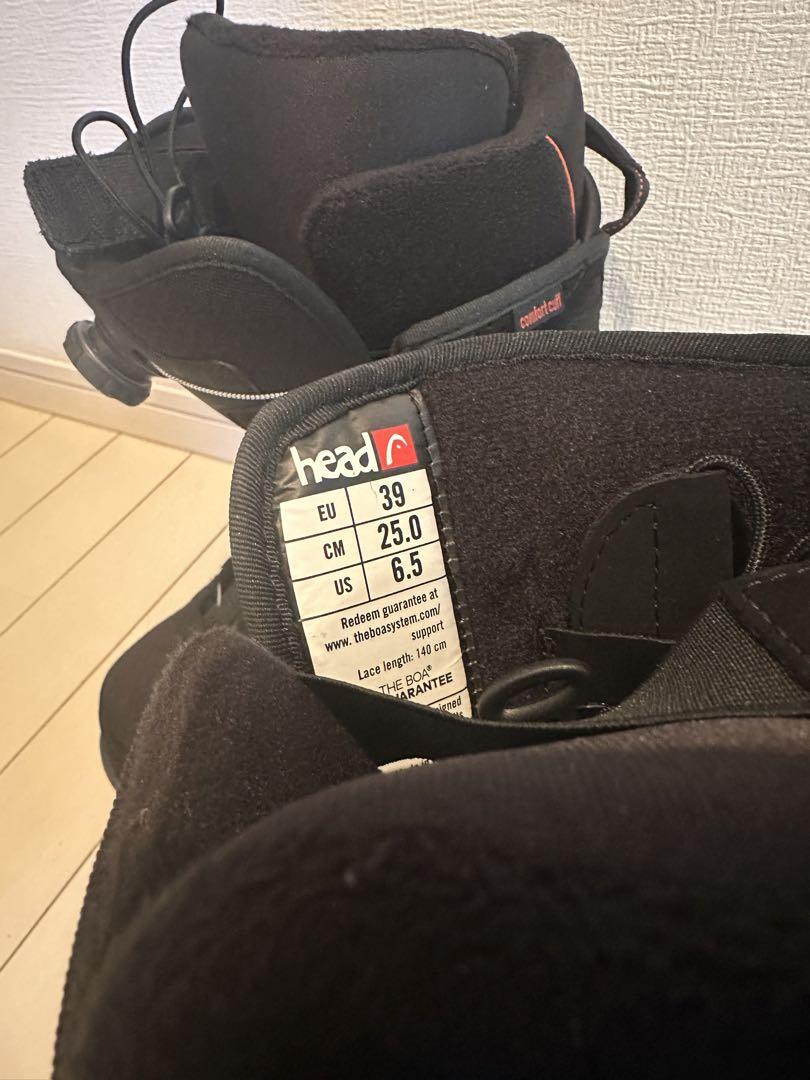 comfort cuff
head
EU 39
CM 25.0
US 6.5
Redeem guarantee at
www. theboasystem.com/
support
Lace length: 140 cm
THE BOA®